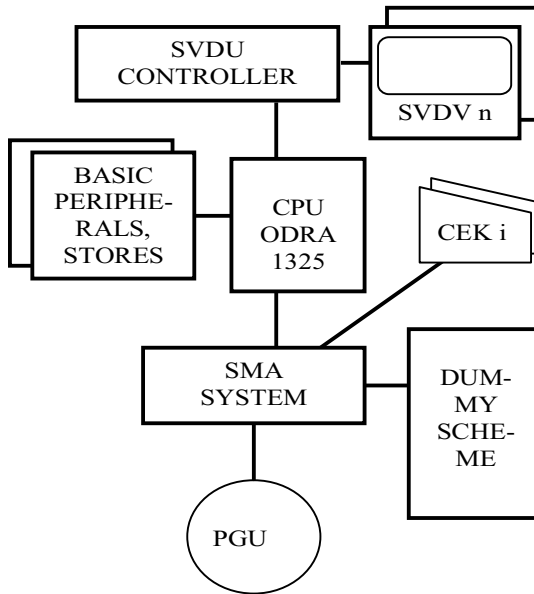 SVDU
CONTROLLER
SVDV n
BASIC
PERIPHE-
RALS,
STORES
CPU
ODRA
1325
CEK i
SMA
SYSTEM
DUM-
MY
SCHE-
ME
PGU